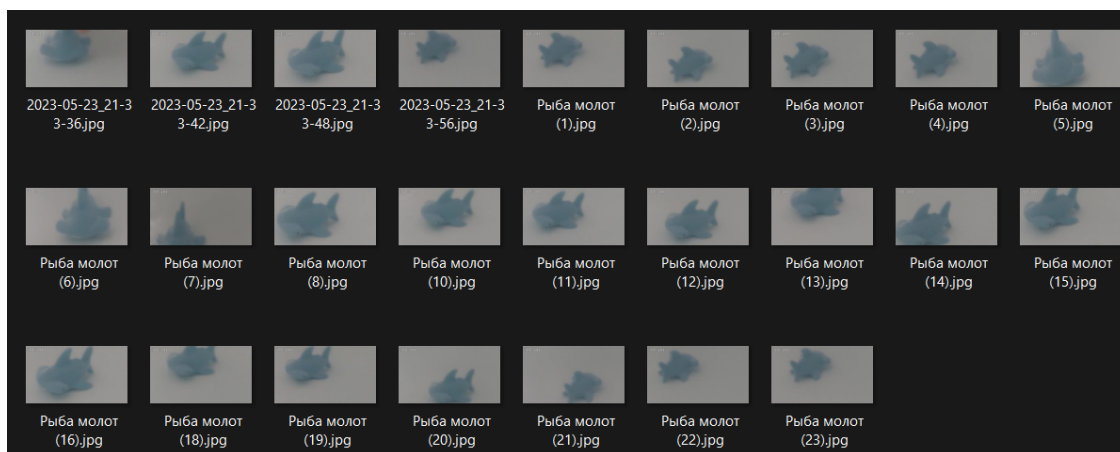 2023-05-23_21-3
3-36.jpg
2023-05-23_21-3
3-42.jpg
2023-05-23_21-3
3-48.jpg
2023-05-23_21-3
3-56.jpg
Рыба молот
(1).jpg
Рыба молот
(2).jpg
Рыба молот
(3).jpg
Рыба молот
(4).jpg
Рыба молот
(5).jpg
Рыба молот
(6).jpg
Рыба молот
(7).jpg
Рыба молот
(8).jpg
Рыба молот
(10).jpg
Рыба молот
(11).jpg
Рыба молот
(12).jpg
Рыба молот
(13).jpg
Рыба молот
(14).jpg
Рыба молот
(15).jpg
Рыба молот
(16).jpg
Рыба молот
(18).jpg
Рыба молот
(19).jpg
Рыба молот
(20).jpg
Рыба молот
(21).jpg
Рыба молот
(22).jpg
Рыба молот
(23).jpg